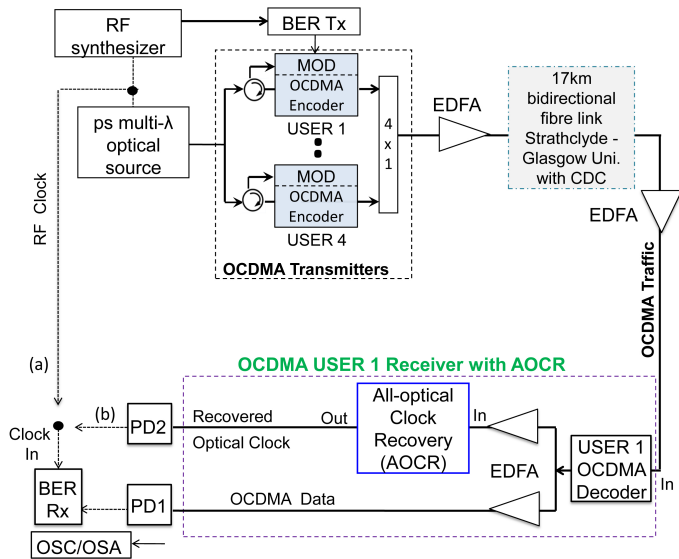 RF
synthesizer
BER Tx
ps multi-λ
optical
source
MOD
OCDMA
Encoder
USER 1
MOD
OCDMA
Encoder
USER 4
4
x
1
OCDMA Transmitters
EDFA
17km
bidirectional
fibre link
Strathclyde -
Glasgow Uni.
with CDC
EDFA
OCDMA Traffic
RF Clock
(a)
OCDMA USER 1 Receiver with AOCR
(b)
Clock
In
PD2
Recovered
Optical Clock
Out
All-optical
Clock
Recovery
(AOCR)
In
EDFA
USER 1
OCDMA
Decoder
In
BER
Rx
PD1
OCDMA Data
OSC/OSA